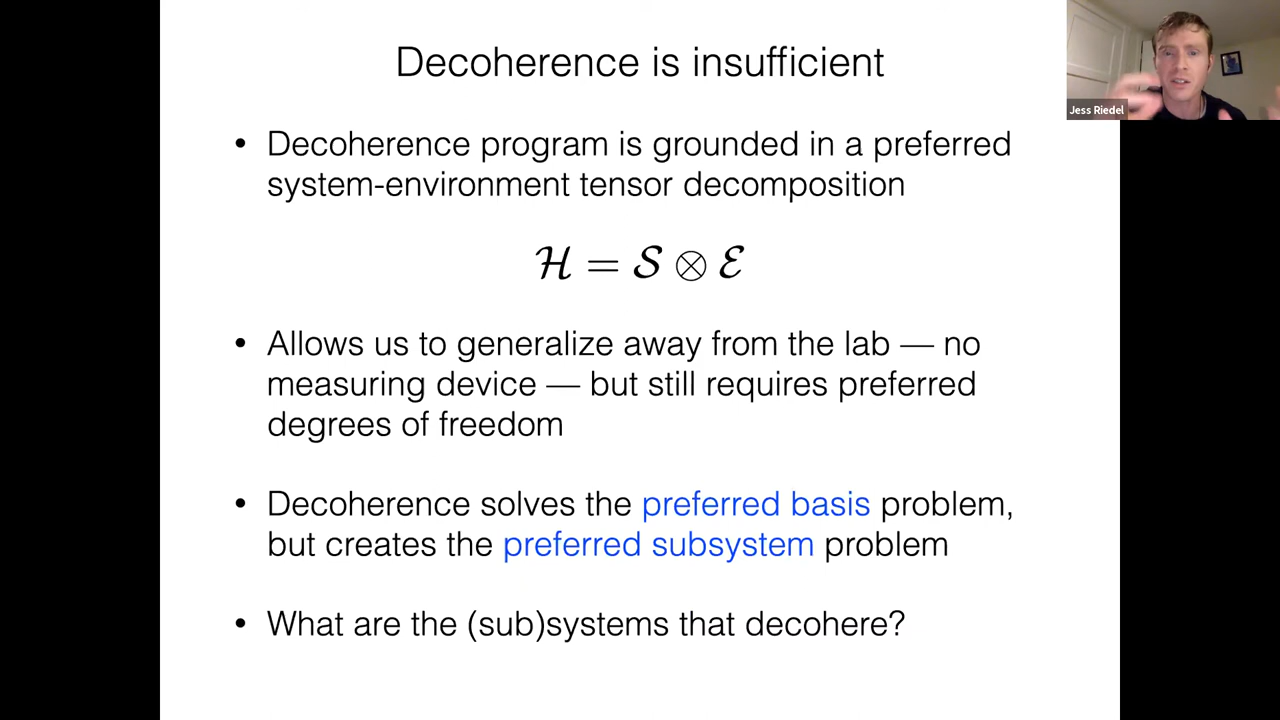 Decoherence is insufficient
• Decoherence program is grounded in a preferred
system-environment tensor decomposition
ℋ = 𝒮 ⊗ ℰ
• Allows us to generalize away from the lab — no
measuring device — but still requires preferred
degrees of freedom
• Decoherence solves the preferred basis problem,
but creates the preferred subsystem problem
• What are the (sub)systems that decohere?
Jess Riedel